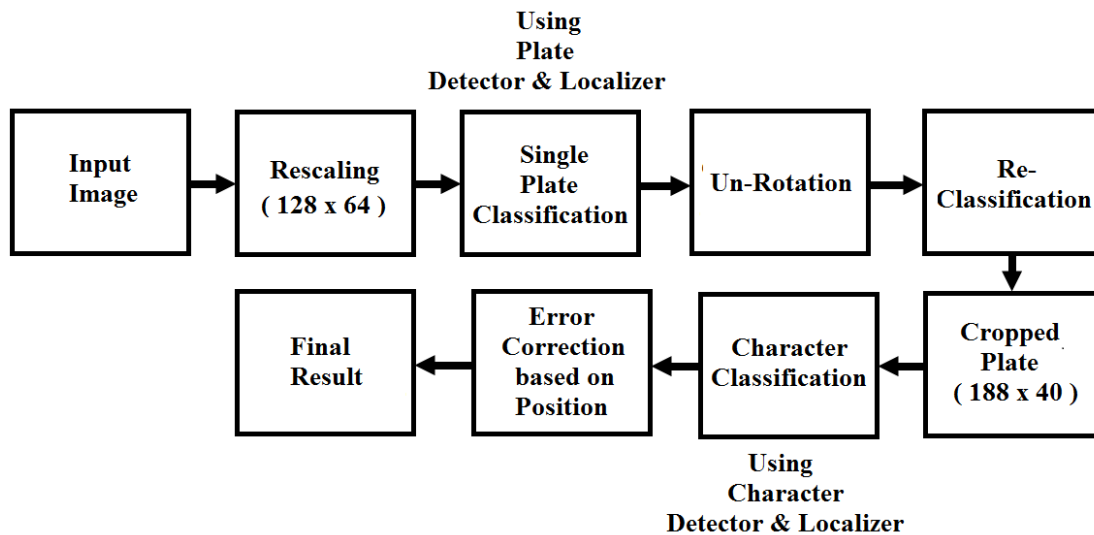 Using
Plate
Detector & Localizer
Input
Image
Rescaling
( 128 x 64 )
Single
Plate
Classification
Un-Rotation
Re-
Classification
Cropped
Plate
( 188 x 40 )
Character
Classification
Using
Character
Detector & Localizer
Error
Correction
based on
Position
Final
Result